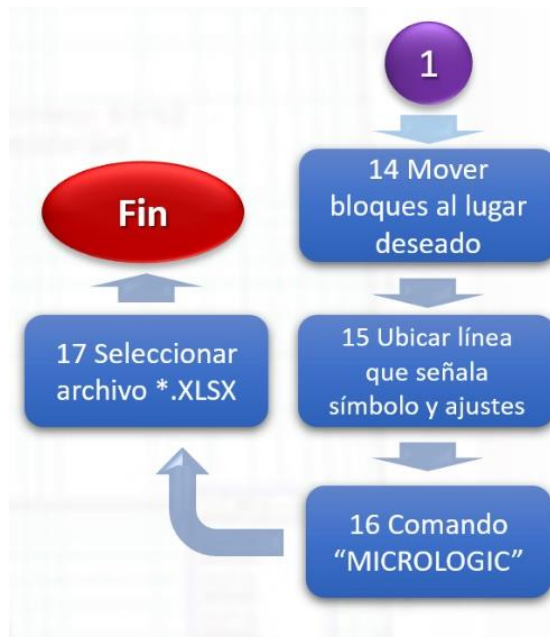 1
14 Mover
bloques al lugar
deseado
15 Ubicar línea
que señala
símbolo y ajustes
16 Comando
“MICROLOGIC”
17 Seleccionar
archivo *.XLSX
Fin